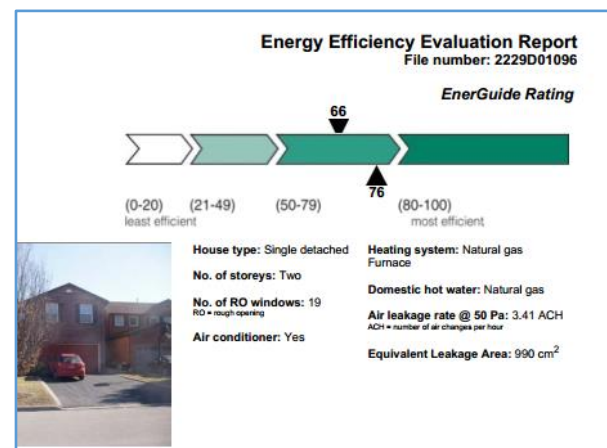 Energy Efficiency Evaluation Report
File number: 2229D01096
EnerGuide Rating
66
76
(0-20) (21-49) (50-79) (80-100)
least efficient most efficient
House type: Single detached
No. of storeys: Two
No. of RO windows: 19
RO = rough opening
Air conditioner: Yes
Heating system: Natural gas
Furnace
Domestic hot water: Natural gas
Air leakage rate @ 50 Pa: 3.41 ACH
ACH = number of air changes per hour
Equivalent Leakage Area: 990 cm²